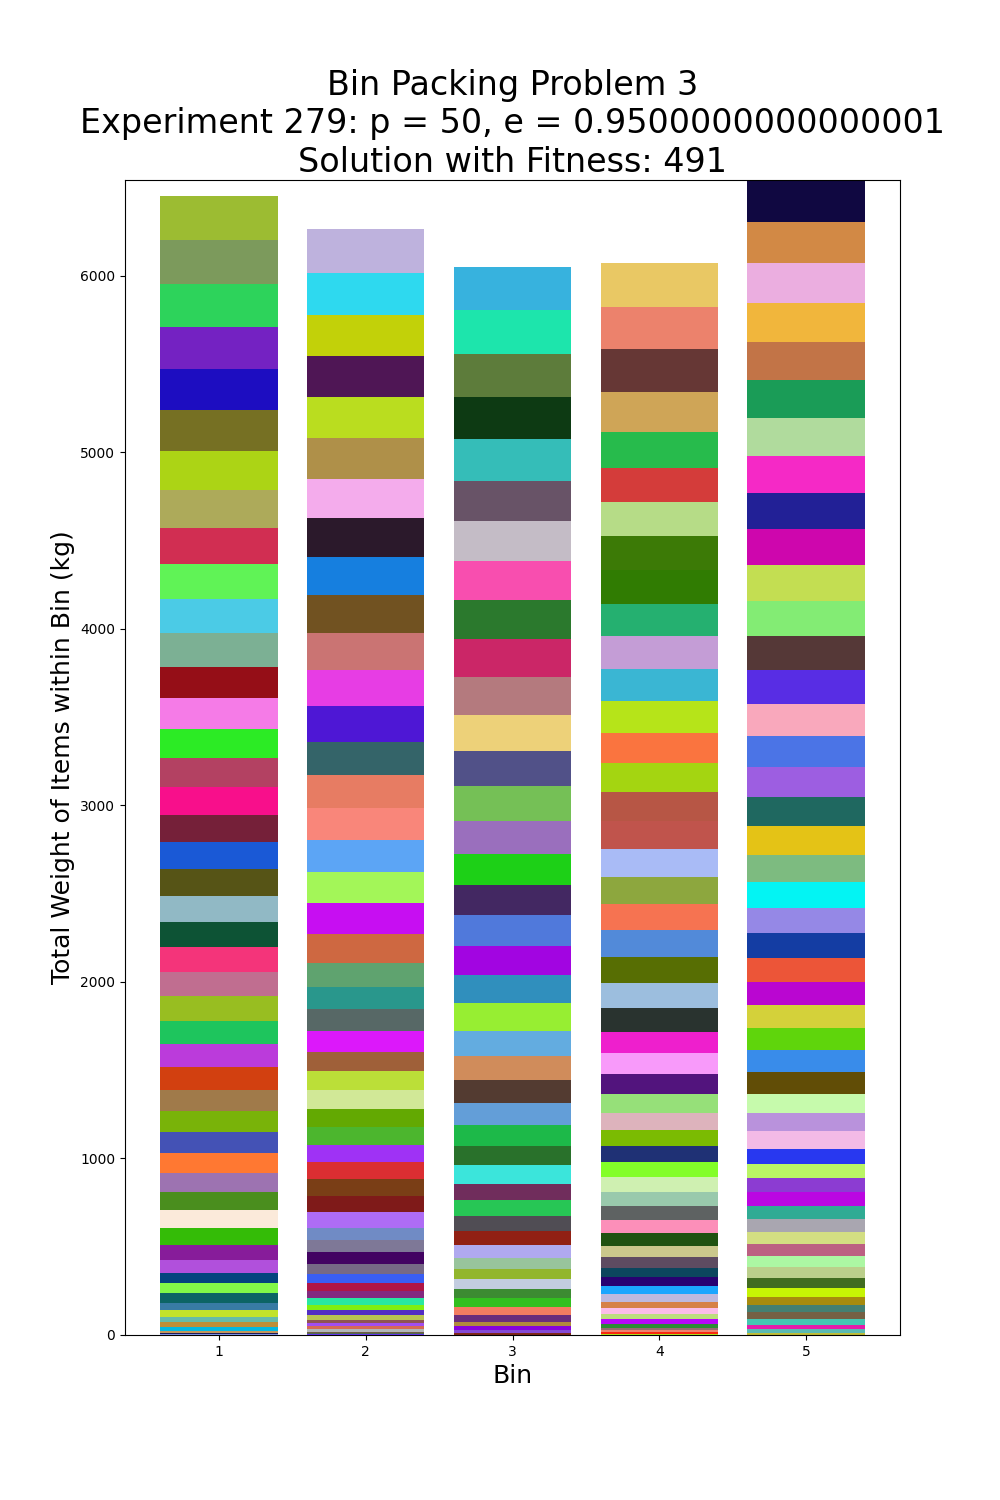 Bin Packing Problem 3
Experiment 279: p = 50, e = 0.9500000000000001
Solution with Fitness: 491
Total Weight of Items within Bin (kg)
6000
5000
4000
3000
2000
1000
0
1 2 3 4 5
Bin